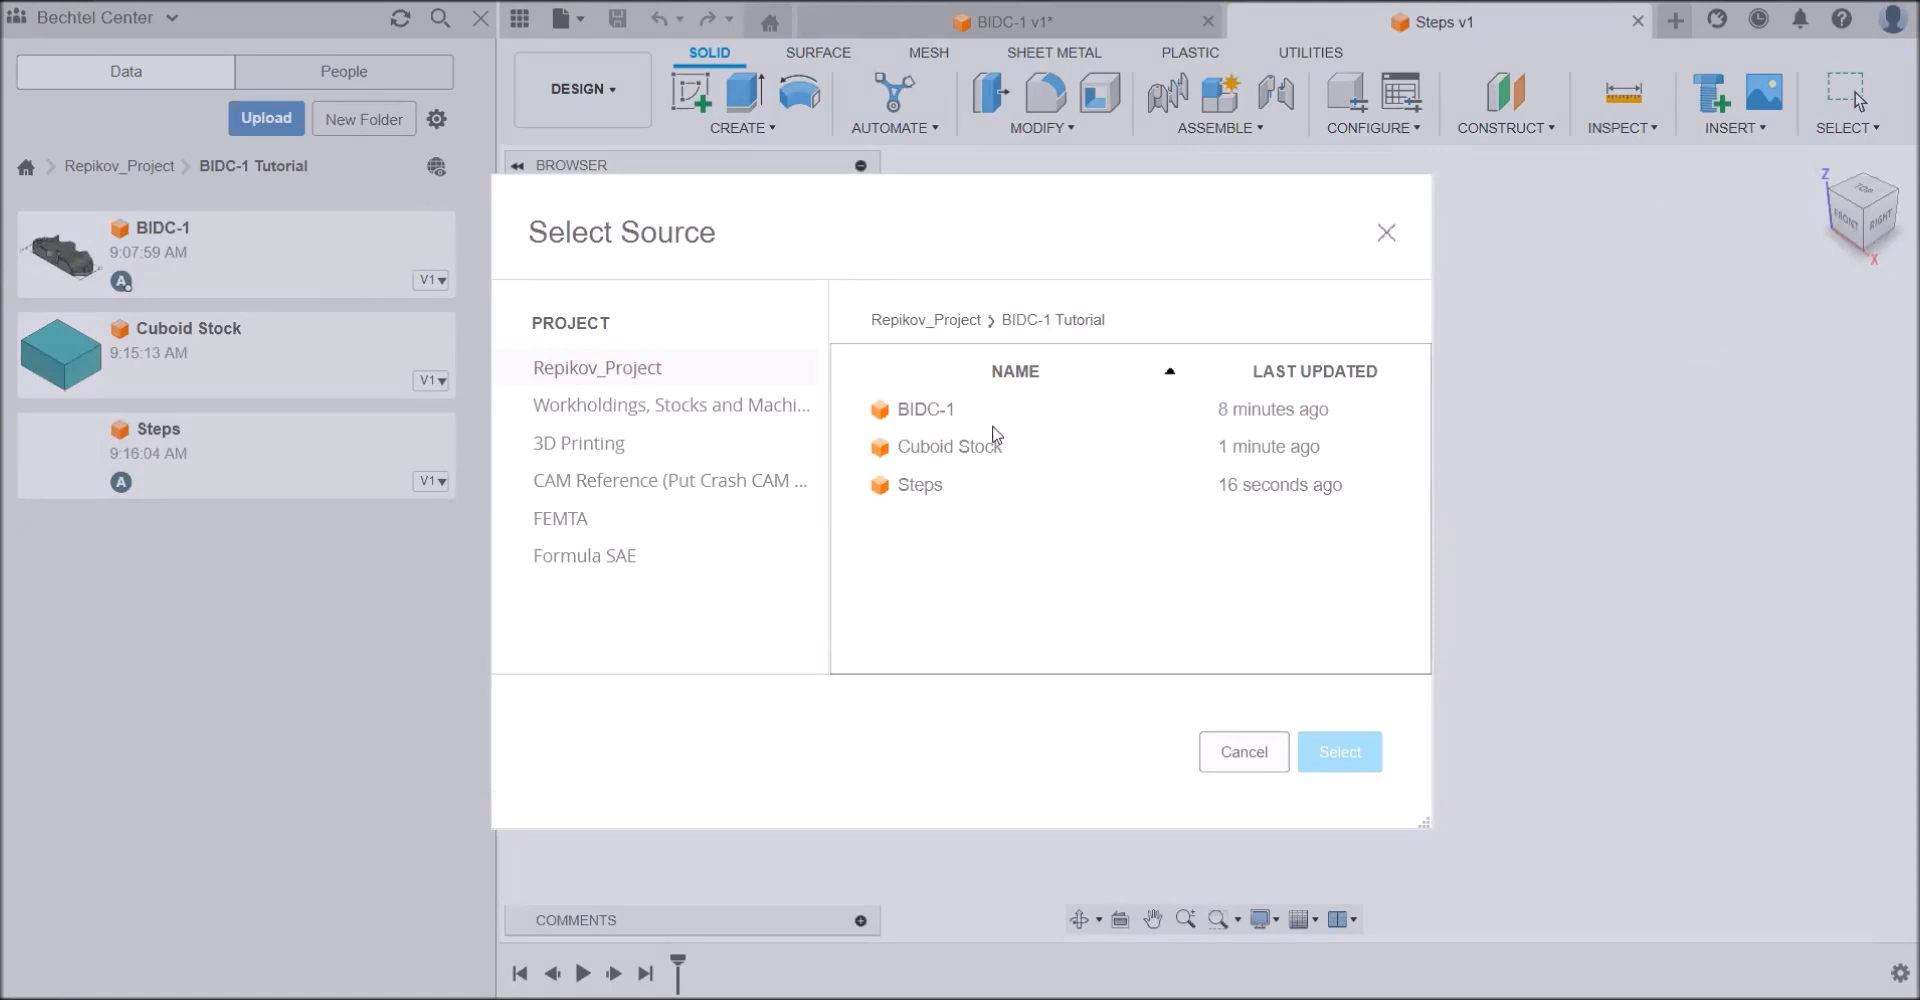 Bechtel Center
BIDC-1 v1*
Steps v1
Data
People
Upload
New Folder
Repikov_Project
BIDC-1 Tutorial
BIDC-1
9:07:59 AM
A
V1
Cuboid Stock
9:15:13 AM
V1
Steps
9:16:04 AM
A
V1
DESIGN
SOLID
SURFACE
MESH
SHEET METAL
PLASTIC
UTILITIES
CREATE
AUTOMATE
MODIFY
ASSEMBLE
CONFIGURE
CONSTRUCT
INSPECT
INSERT
SELECT
BROWSER
Z
TOP
FRONT
RIGHT
X
Select Source
PROJECT
Repikov_Project
Workholdings, Stocks and Machi...
3D Printing
CAM Reference (Put Crash CAM ...
FEMTA
Formula SAE
Repikov_Project
BIDC-1 Tutorial
NAME
LAST UPDATED
BIDC-1
8 minutes ago
Cuboid Stock
1 minute ago
Steps
16 seconds ago
Cancel
Select
COMMENTS